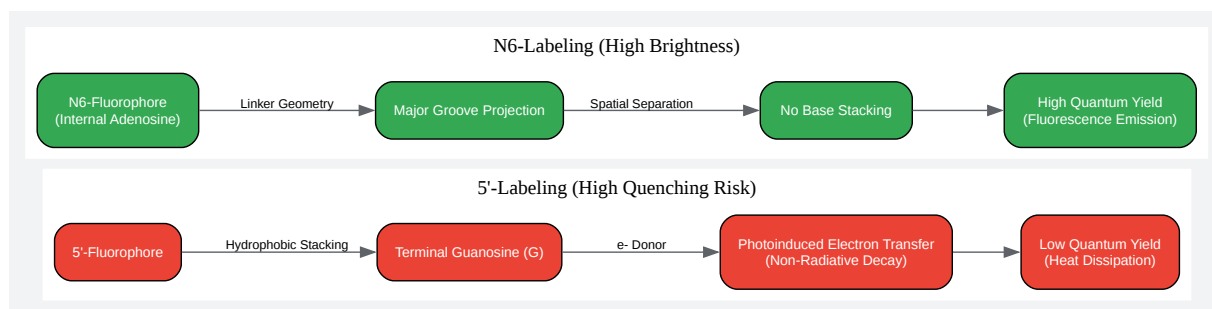 N6-Labeling (High Brightness)
N6-Fluorophore
(Internal Adenosine)
Linker Geometry
Major Groove Projection
Spatial Separation
No Base Stacking
High Quantum Yield
(Fluorescence Emission)
5'-Labeling (High Quenching Risk)
5'-Fluorophore
Hydrophobic Stacking
Terminal Guanosine (G)
e- Donor
Photoinduced Electron Transfer
(Non-Radiative Decay)
Low Quantum Yield
(Heat Dissipation)